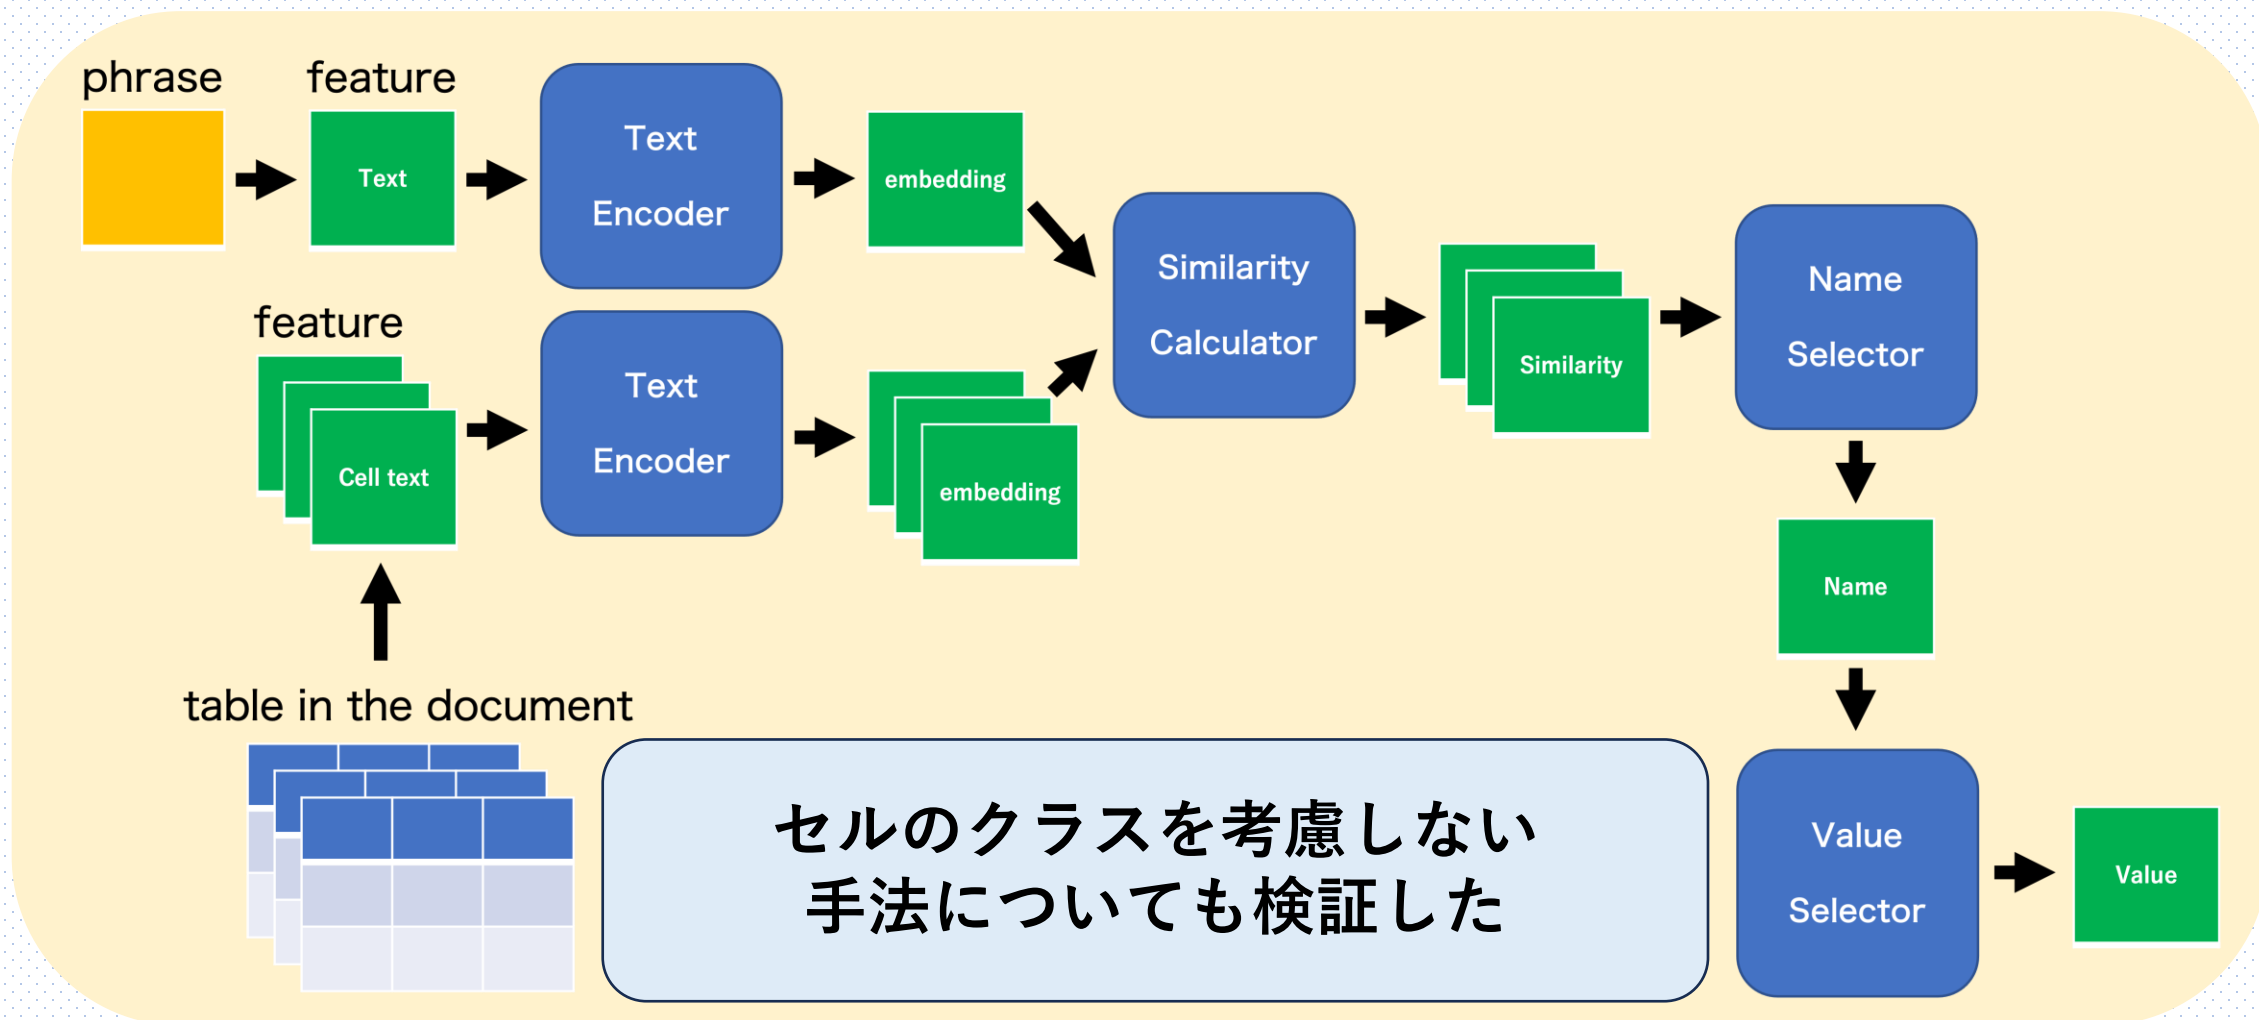 phrase
feature
Text
Text
Encoder
embedding
feature
Cell text
Text
Encoder
embedding
Similarity
Calculator
Similarity
Name
Selector
Name
table in the document
セルのクラスを考慮しない
手法についても検証した
Value
Selector
Value